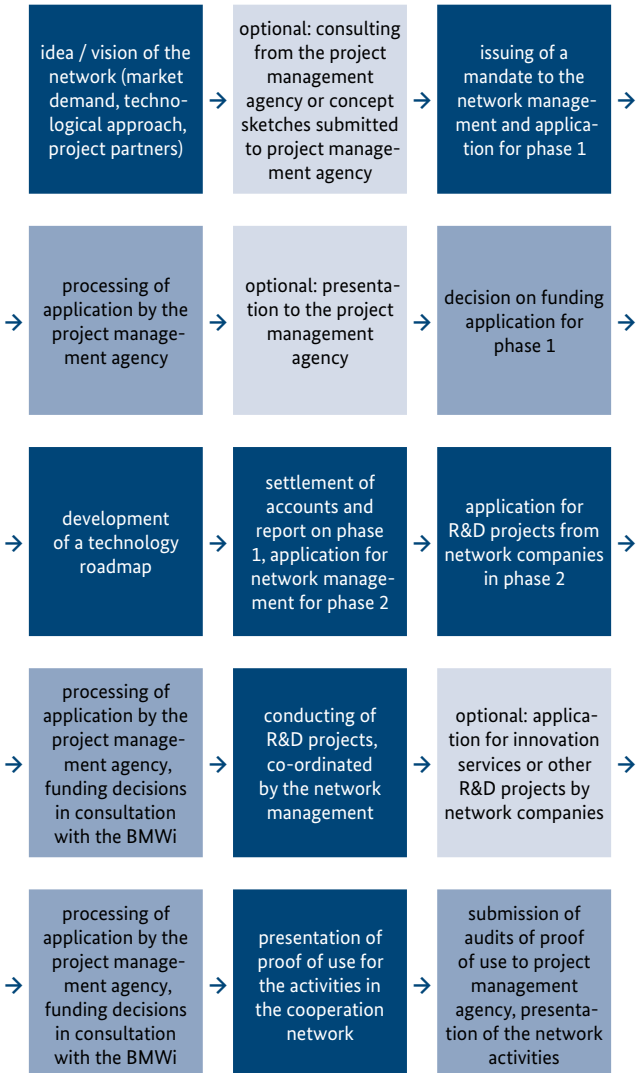 idea / vision of the
network (market
demand, techno-
logical approach,
project partners)
→
optional: consulting
from the project
management
agency or concept
sketches submitted
to project manage-
ment agency
→
issuing of a
mandate to the
network manage-
ment and applica-
tion for phase 1
→
→
processing of
application by the
project manage-
ment agency
→
optional: presenta-
tion to the project
management
agency
→
decision on funding
application for
phase 1
→
→
development
of a technology
roadmap
→
settlement of
accounts and
report on phase
1, application for
network manage-
ment for phase 2
→
application for
R&D projects from
network companies
in phase 2
→
→
processing of
application by the
project manage-
ment agency,
funding decisions
in consultation
with the BMWi
→
conducting of
R&D projects,
co-ordinated
by the network
management
→
optional: applica-
tion for innovation
services or other
R&D projects by
network companies
→
→
processing of
application by the
project manage-
ment agency,
funding decisions
in consultation
with the BMWi
→
presentation of
proof of use for
the activities in
the cooperation
network
→
submission of
audits of proof
of use to project
management
agency, presenta-
tion of the network
activities